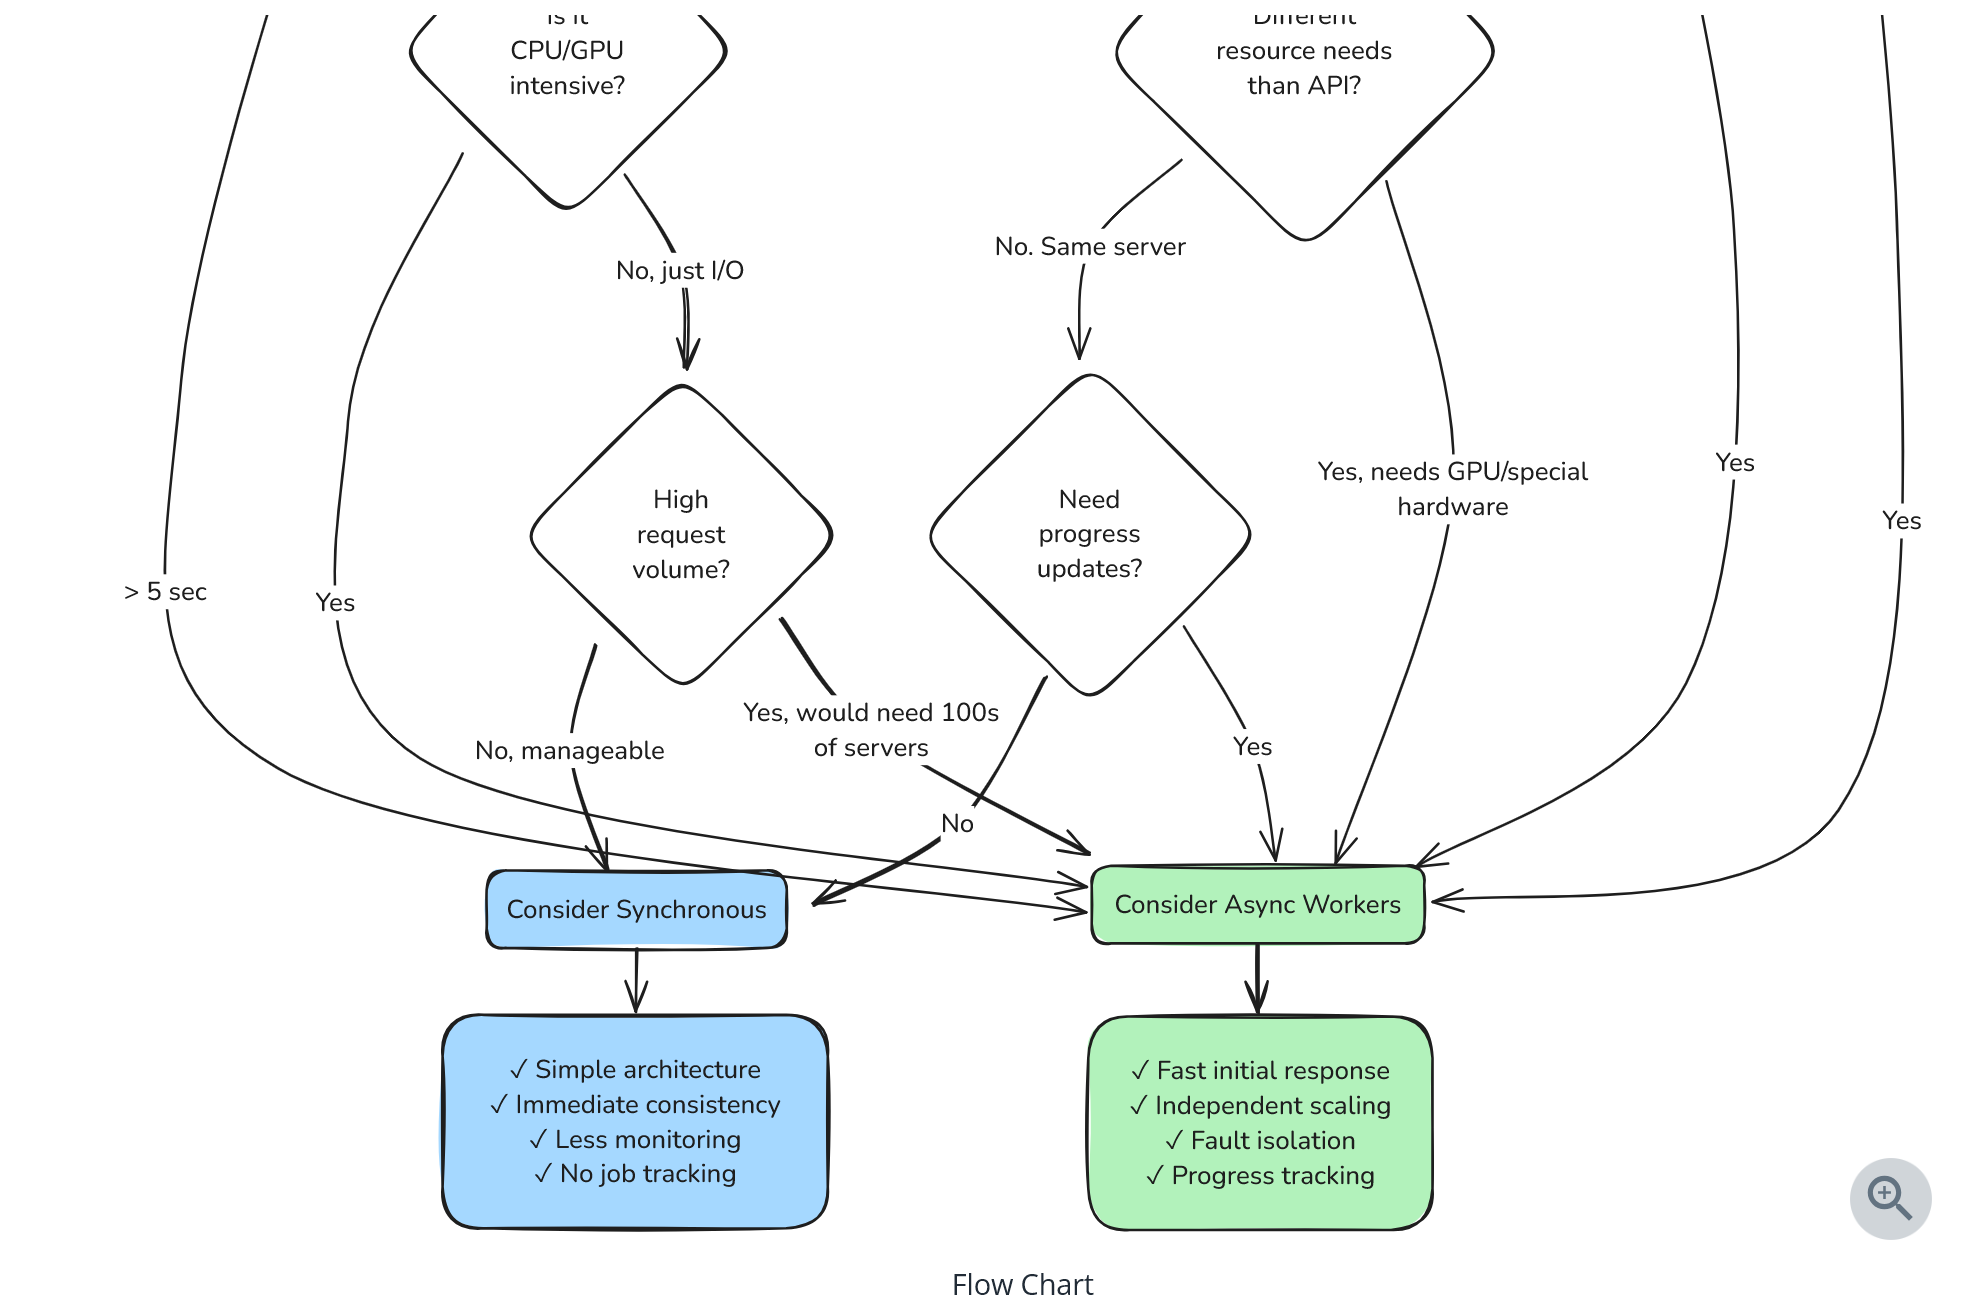 Is it
CPU/GPU
intensive?
Different
resource needs
than API?
No. Same server
No, just I/O
Yes
Yes, needs GPU/special
hardware
High
request
volume?
Need
progress
updates?
Yes
> 5 sec
Yes
Yes, would need 100s
of servers
No, manageable
Yes
No
Consider Synchronous
Consider Async Workers
✓ Simple architecture
✓ Immediate consistency
✓ Less monitoring
✓ No job tracking
✓ Fast initial response
✓ Independent scaling
✓ Fault isolation
✓ Progress tracking
Flow Chart